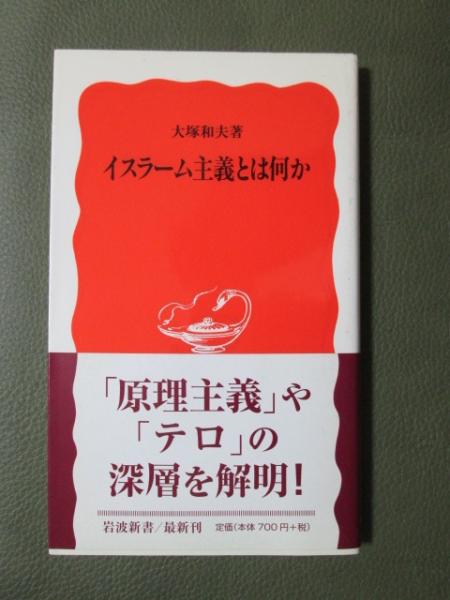 大塚和夫著
イスラーム主義とは何か
「原理主義」や
「テロ」の
深層を解明!
岩波新書/最新刊 定価(本体700円+税)